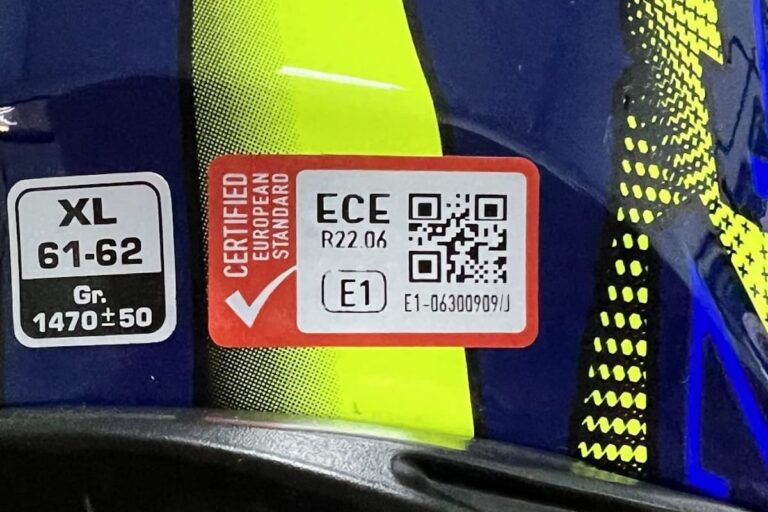 XL
61-62
Gr.
1470±50
CERTIFIED
EUROPEAN
STANDARD
ECE
R22.06
E1
E1-06300909/J